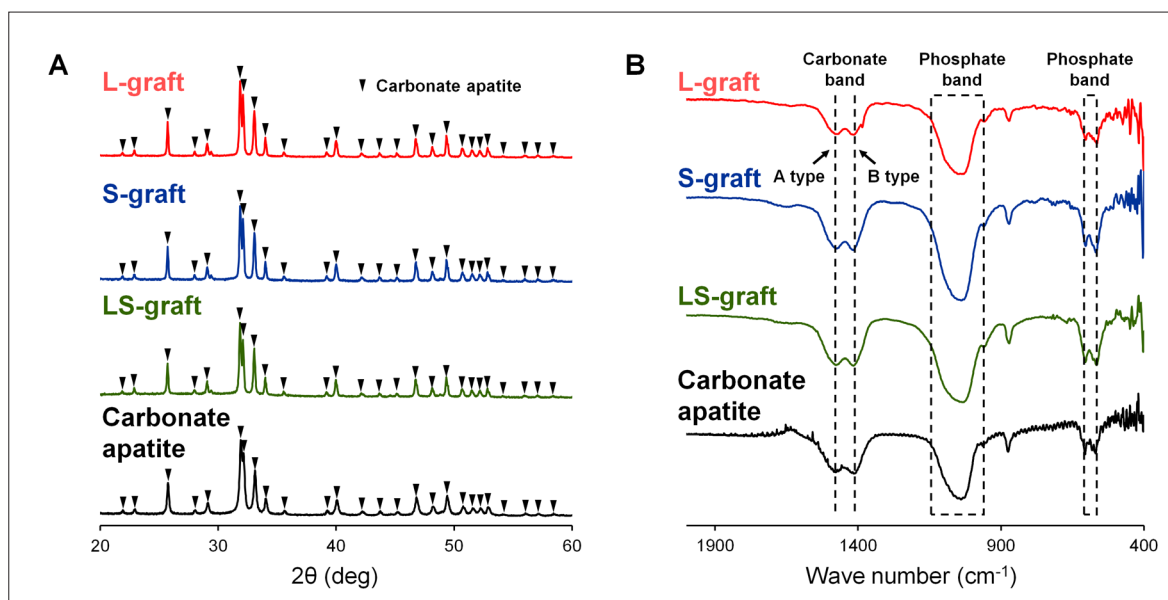 A
L-graft
Carbonate apatite
S-graft
LS-graft
Carbonate
apatite
20
30
40
50
60
2θ (deg)
B
Carbonate
band
Phosphate
band
Phosphate
band
L-graft
A type
B type
S-graft
LS-graft
Carbonate
apatite
1900
1400
900
400
Wave number (cm⁻¹)